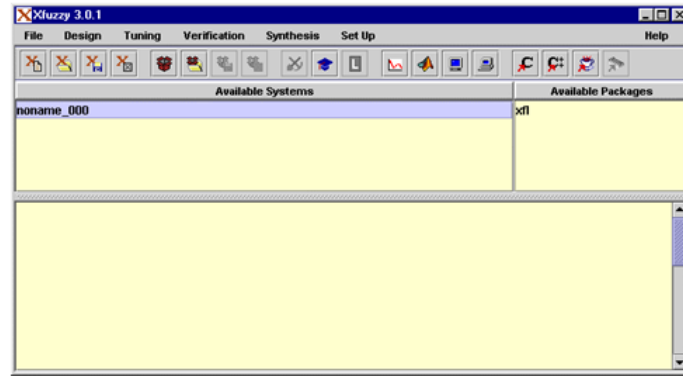 Xfuzzy 3.0.1
File Design Tuning Verification Synthesis Set Up Help
Available Systems Available Packages
noname_000 xfl